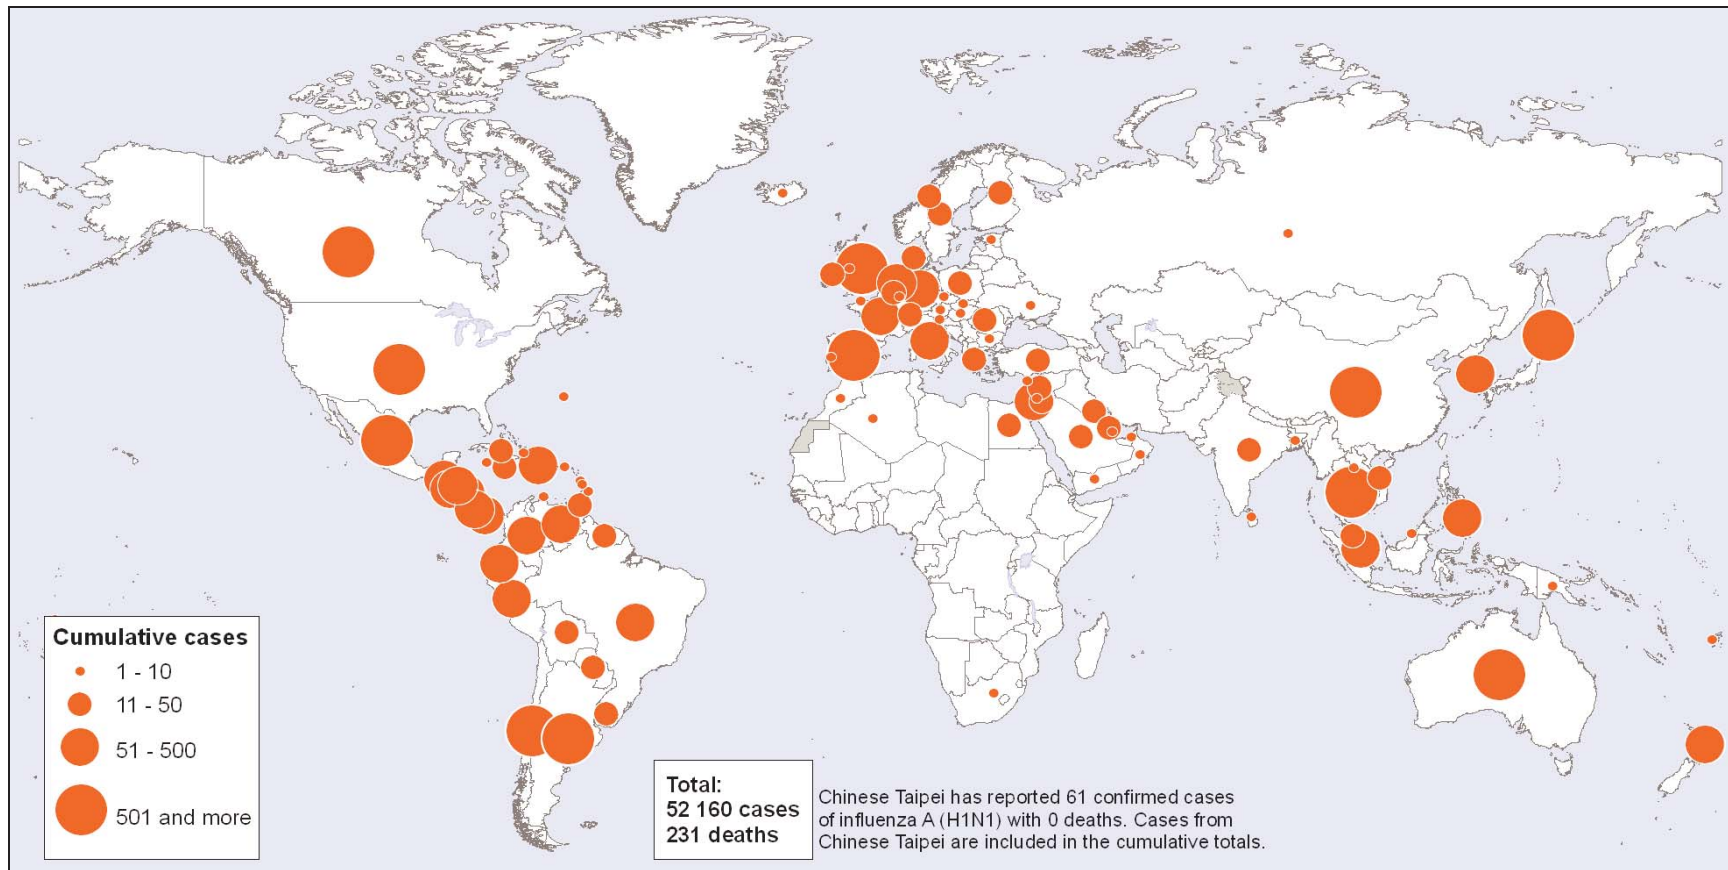 Cumulative cases
1 - 10
11 - 50
51 - 500
501 and more
Total:
52 160 cases
231 deaths
Chinese Taipei has reported 61 confirmed cases
of influenza A (H1N1) with 0 deaths. Cases from
Chinese Taipei are included in the cumulative totals.